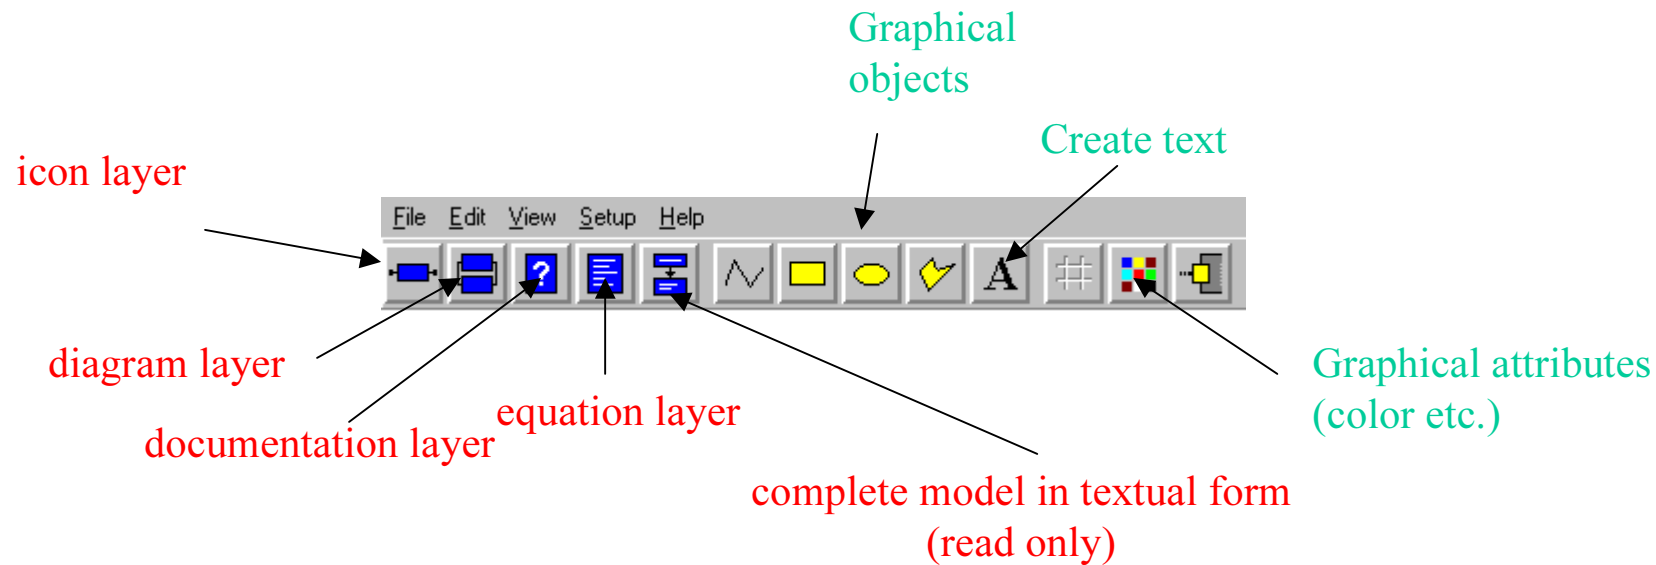 Graphical
objects
Create text
icon layer
File Edit View Setup Help
?
A
diagram layer
Graphical attributes
(color etc.)
equation layer
documentation layer
complete model in textual form
(read only)